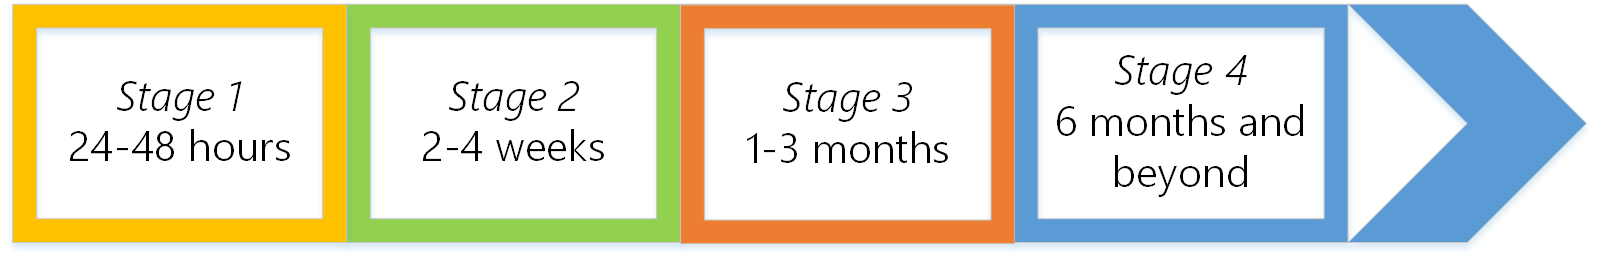 Stage 1
24-48 hours
Stage 2
2-4 weeks
Stage 3
1-3 months
Stage 4
6 months and
beyond